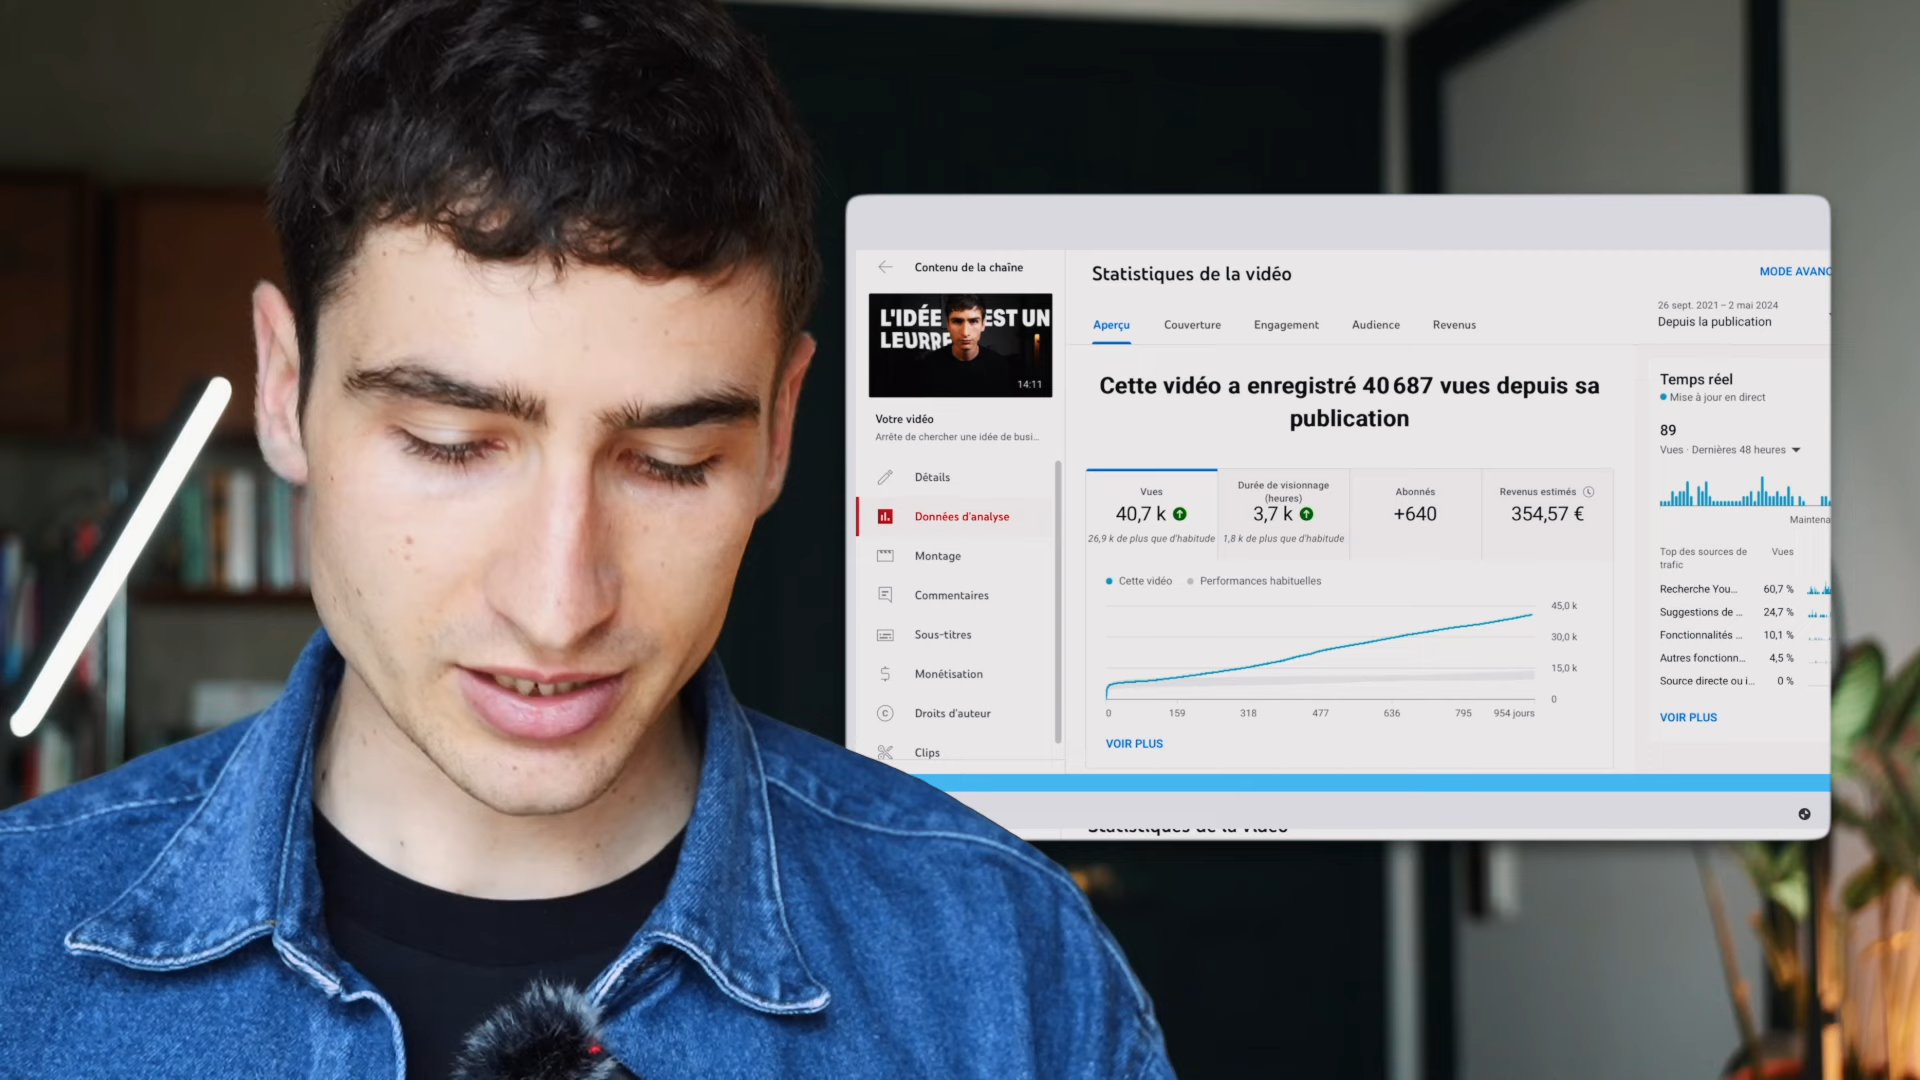 Contenu de la chaîne
L'IDÉE EST UN
LEURRE
14:11
Votre vidéo
Arrête de chercher une idée de busi...
Détails
Données d'analyse
Montage
Commentaires
Sous-titres
Monétisation
Droits d'auteur
Clips
Statistiques de la vidéo
MODE AVANC
Aperçu
Couverture
Engagement
Audience
Revenus
26 sept. 2021 – 2 mai 2024
Depuis la publication
Cette vidéo a enregistré 40 687 vues depuis sa
publication
Vues
40,7 k
26,9 k de plus que d'habitude
Durée de visionnage
(heures)
3,7 k
1,8 k de plus que d'habitude
Abonnés
+640
Revenus estimés
354,57 €
Cette vidéo
Performances habituelles
45,0 k
30,0 k
15,0 k
0
0 159 318 477 636 795 954 jours
VOIR PLUS
Temps réel
Mise à jour en direct
89
Vues · Dernières 48 heures
Maintena
Top des sources de
trafic
Vues
Recherche You... 60,7 %
Suggestions de ... 24,7 %
Fonctionnalités ... 10,1 %
Autres fonctionn... 4,5 %
Source directe ou i... 0 %
VOIR PLUS
Statistiques de la vidéo